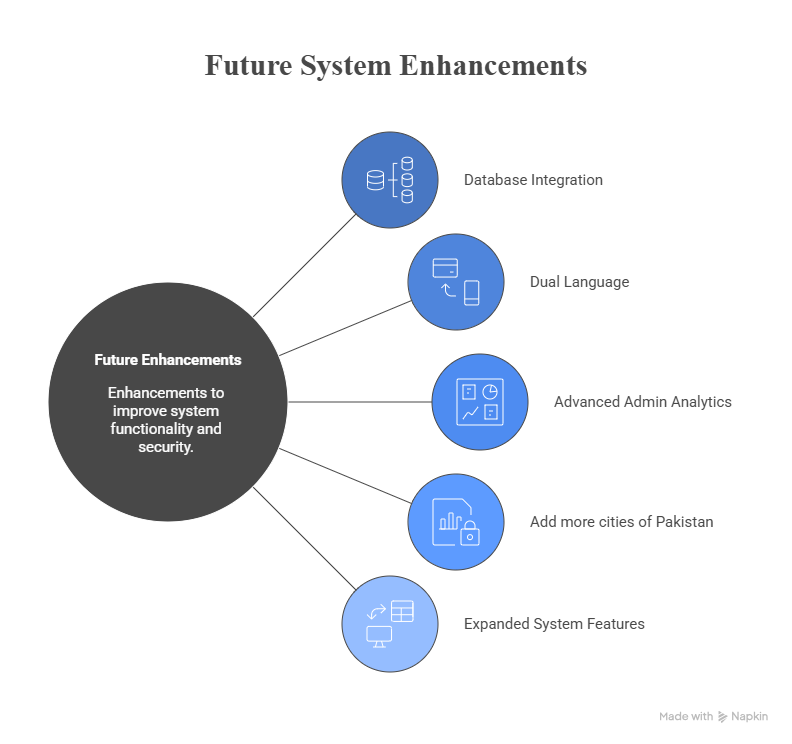 Future System Enhancements
Database Integration
Dual Language
Future Enhancements
Enhancements to
improve system
functionality and
security.
Advanced Admin Analytics
Add more cities of Pakistan
Expanded System Features
Made with Napkin